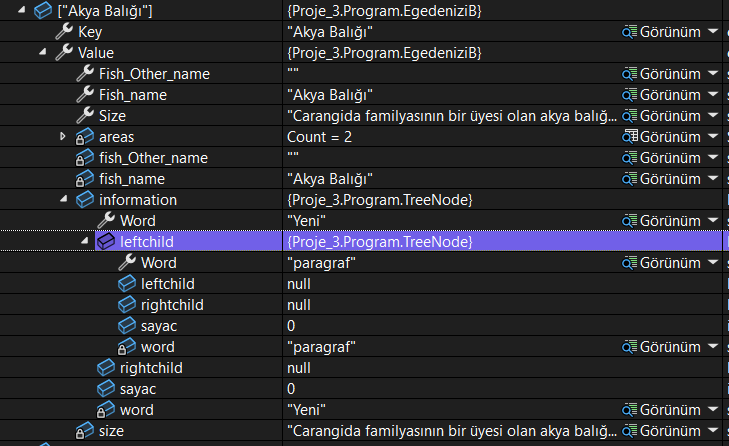 ["Akya Balığı"] {Proje_3.Program.EgedeniziB}
Key "Akya Balığı" Görünüm
Value {Proje_3.Program.EgedeniziB}
Fish_Other_name "" Görünüm
Fish_name "Akya Balığı" Görünüm
Size "Carangida familyasının bir üyesi olan akya balığ... Görünüm
areas Count = 2 Görünüm
fish_Other_name "" Görünüm
fish_name "Akya Balığı" Görünüm
information {Proje_3.Program.TreeNode}
Word "Yeni" Görünüm
leftchild {Proje_3.Program.TreeNode}
Word "paragraf" Görünüm
leftchild null
rightchild null
sayac 0
word "paragraf" Görünüm
rightchild null
sayac 0
word "Yeni" Görünüm
size "Carangida familyasının bir üyesi olan akya balığ... Görünüm